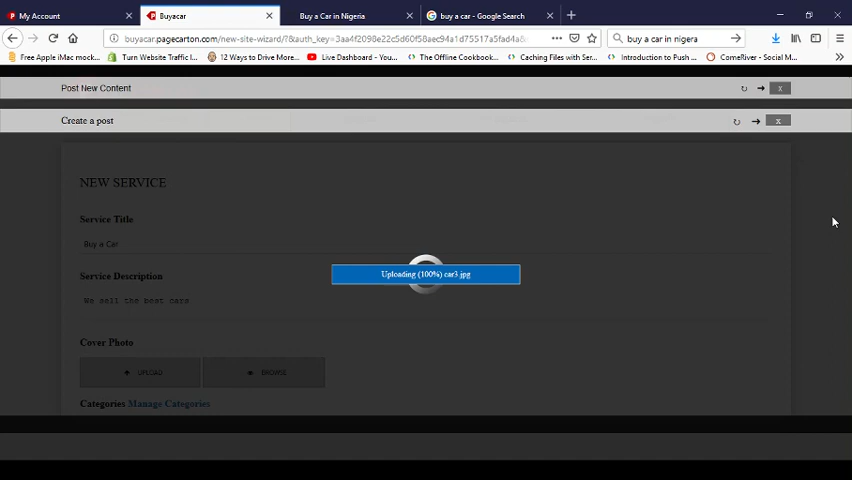 My Account
Buyacar
Buy a Car in Nigeria
buy a car - Google Search
buyacar.pagecarton.com/new-site-wizard/?&auth_key=3aa4f2098e22c5d60f58aec94a1d75517a5fad4a
buy a car in nigera
Free Apple iMac mock...
Turn Website Traffic I...
12 Ways to Drive More...
Live Dashboard - You...
The Offline Cookbook...
Caching Files with Ser...
Introduction to Push ...
ComeRiver - Social M...
Post New Content
x
Create a post
x
NEW SERVICE
Service Title
Buy a Car
Service Description
Uploading (100%) car3.jpg
We sell the best cars
Cover Photo
UPLOAD
BROWSE
Categories Manage Categories